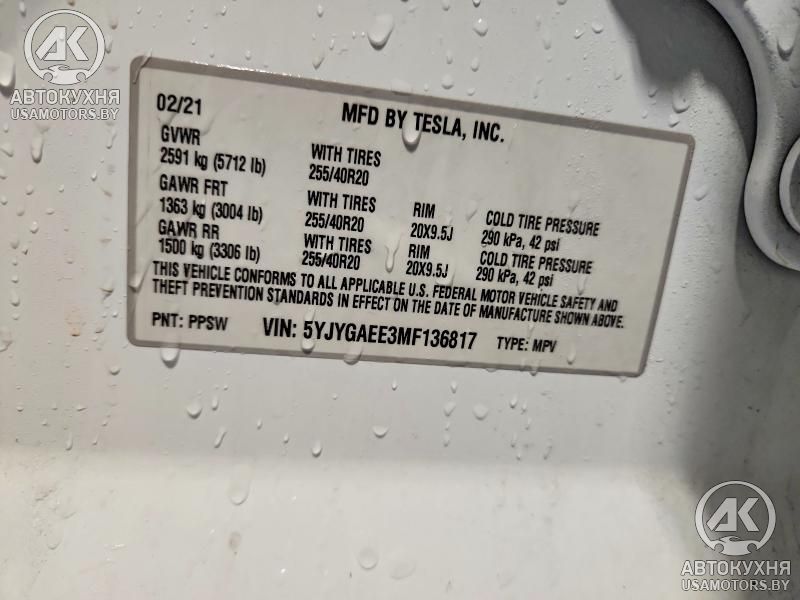 AK
АВТОКУХНЯ
USAMOTORS.BY
02/21 MFD BY TESLA, INC.
GVWR
2591 kg (5712 lb) WITH TIRES 255/40R20
GAWR FRT
1363 kg (3004 lb) WITH TIRES 255/40R20 RIM 20X9.5J COLD TIRE PRESSURE 290 kPa, 42 psi
GAWR RR
1500 kg (3306 lb) WITH TIRES 255/40R20 RIM 20X9.5J COLD TIRE PRESSURE 290 kPa, 42 psi
THIS VEHICLE CONFORMS TO ALL APPLICABLE U.S. FEDERAL MOTOR VEHICLE SAFETY AND
THEFT PREVENTION STANDARDS IN EFFECT ON THE DATE OF MANUFACTURE SHOWN ABOVE.
PNT: PPSW VIN: 5YJYGAEE3MF136817 TYPE: MPV
AK
АВТОКУХНЯ
USAMOTORS.BY